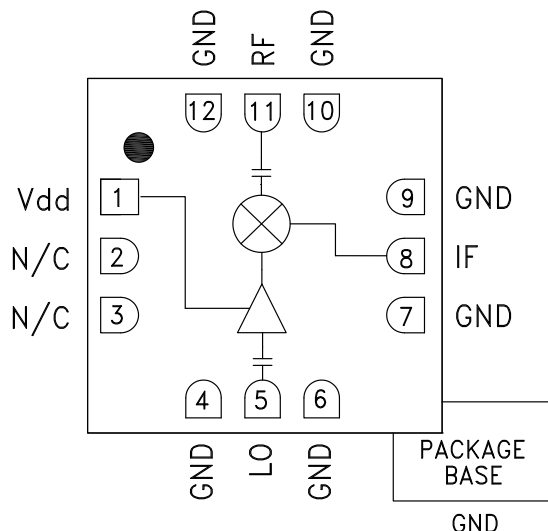 GND RF GND
12 11 10
Vdd 1 9 GND
N/C 2 8 IF
N/C 3 7 GND
4 5 6
GND LO GND
PACKAGE
BASE
GND